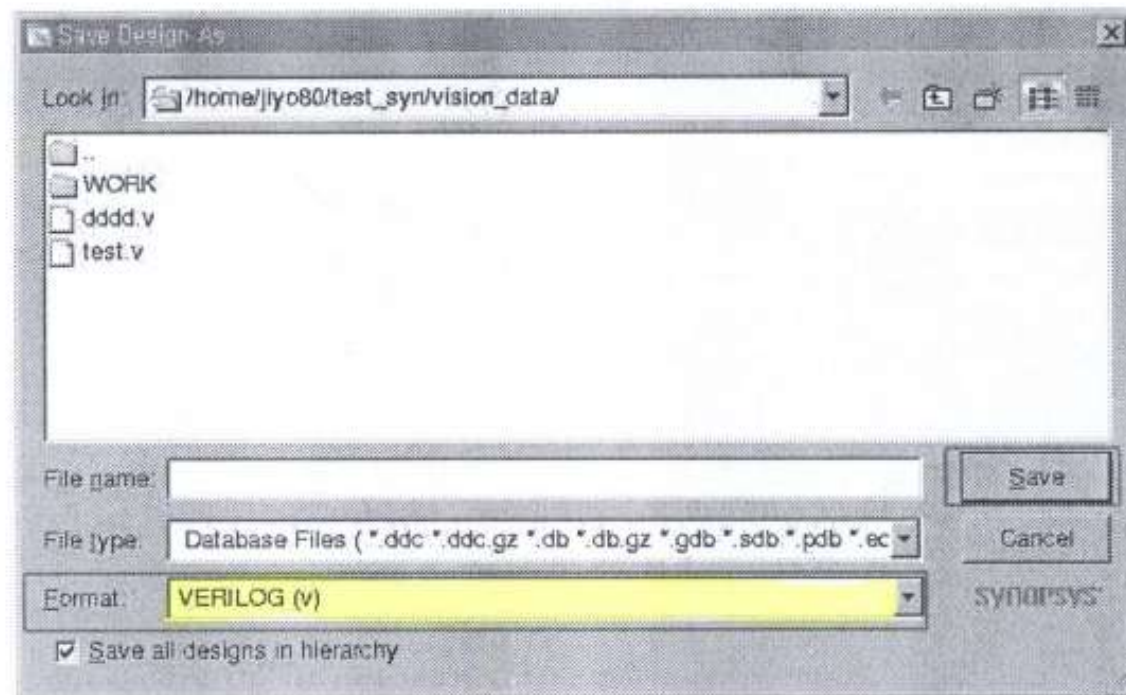 Save Design As
Look in: /home/jiyo80/test_syn/vision_data/
..
WORK
dddd.v
test.v
File name:
Save
File type: Database Files ( *.ddc *.ddc.gz *.db *.db.gz *.gdb *.sdb *.pdb *.ec
Cancel
Format: VERILOG (v)
SYNOPSYS
Save all designs in hierarchy